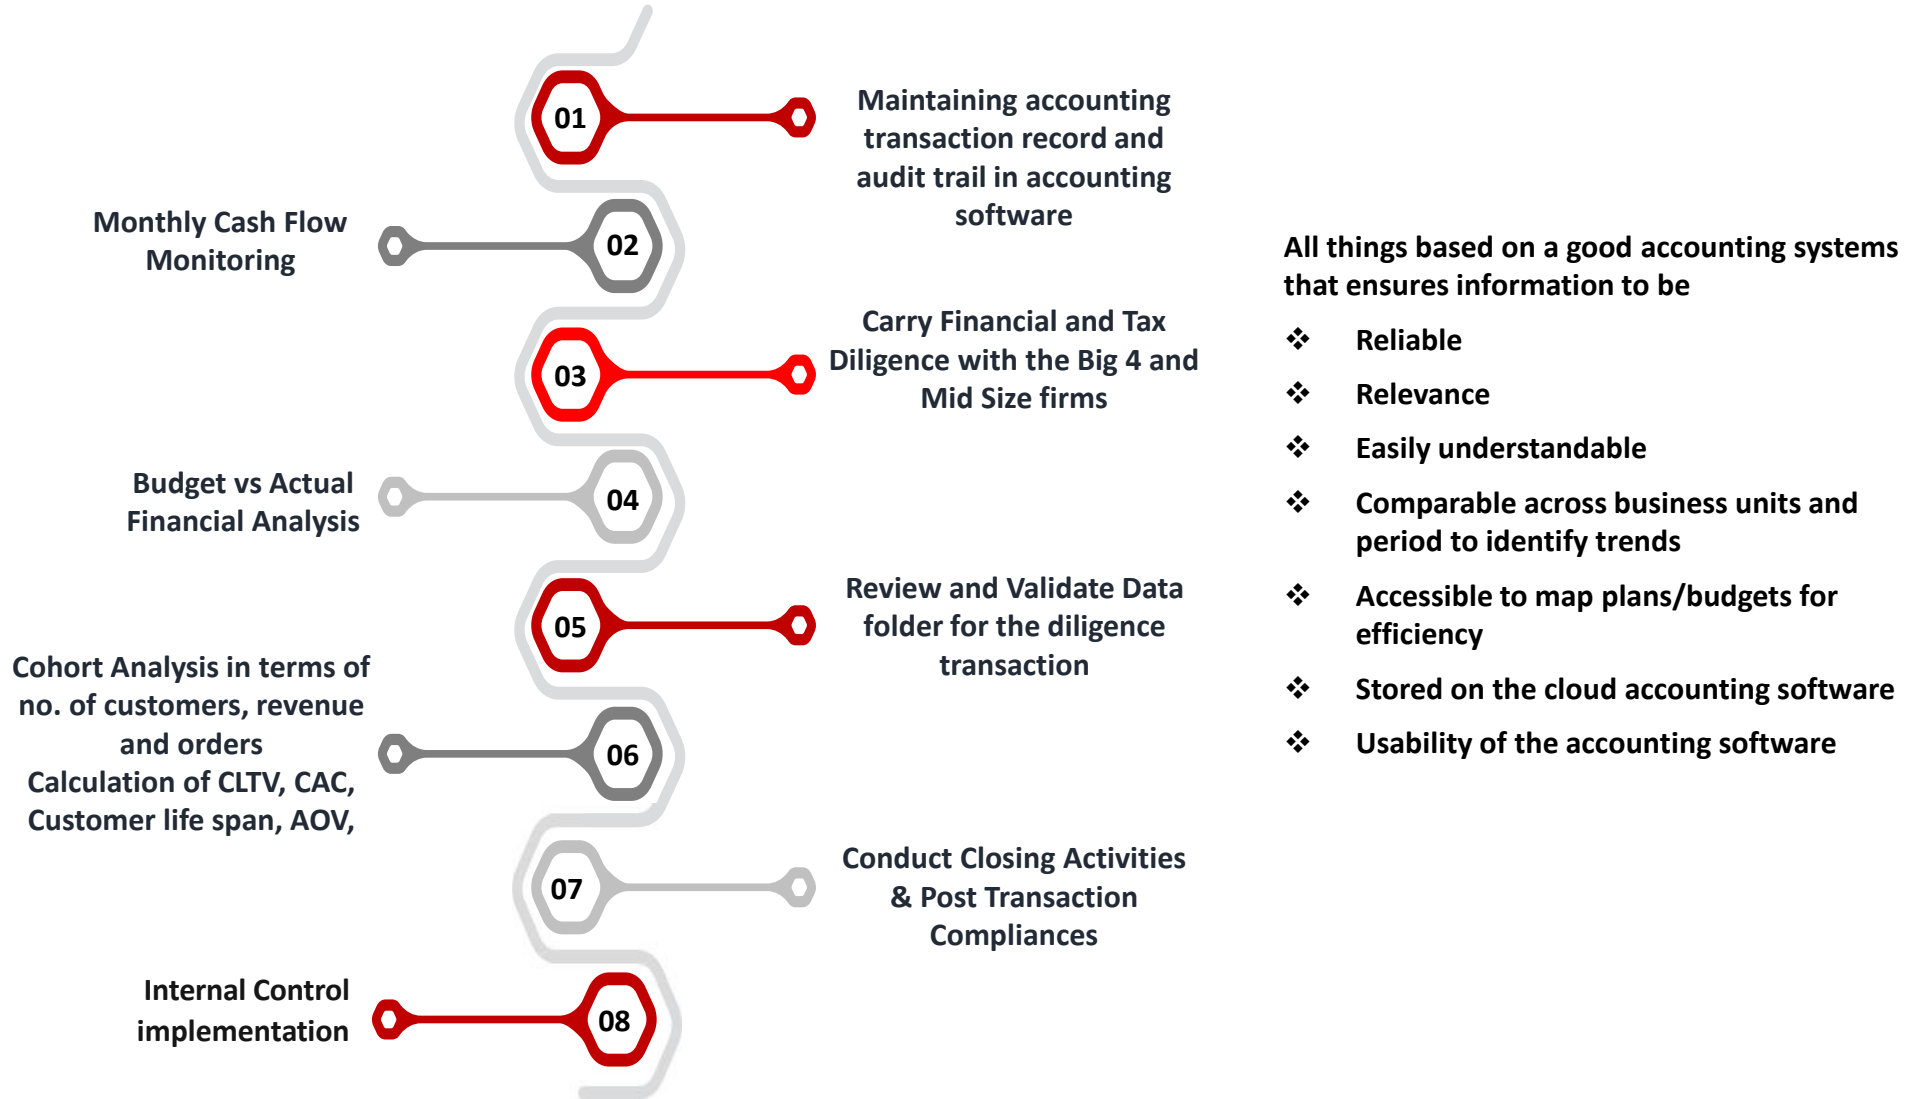 01
Maintaining accounting
transaction record and
audit trail in accounting
software
Monthly Cash Flow
Monitoring
02
03
Carry Financial and Tax
Diligence with the Big 4 and
Mid Size firms
Budget vs Actual
Financial Analysis
04
05
Review and Validate Data
folder for the diligence
transaction
Cohort Analysis in terms of
no. of customers, revenue
and orders
Calculation of CLTV, CAC,
Customer life span, AOV,
06
07
Conduct Closing Activities
& Post Transaction
Compliances
Internal Control
implementation
08
All things based on a good accounting systems
that ensures information to be
❖ Reliable
❖ Relevance
❖ Easily understandable
❖ Comparable across business units and
period to identify trends
❖ Accessible to map plans/budgets for
efficiency
❖ Stored on the cloud accounting software
❖ Usability of the accounting software